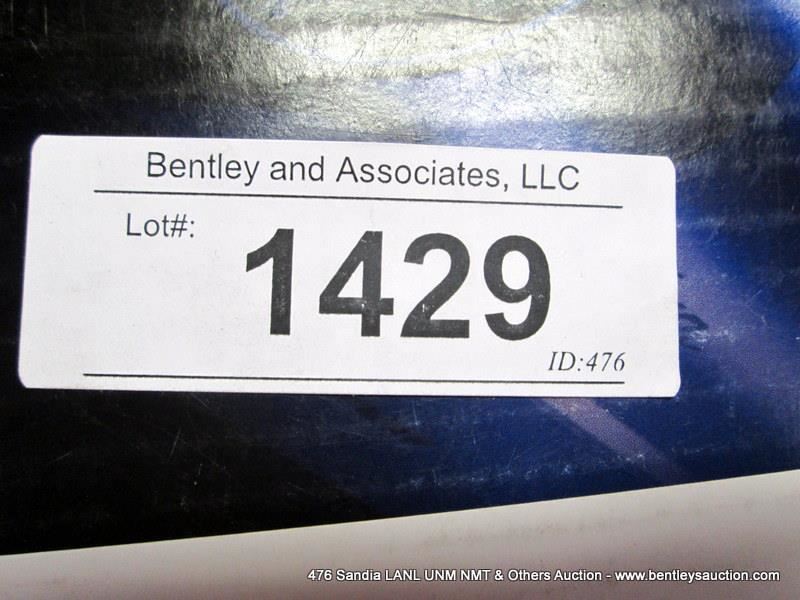 Bentley and Associates, LLC
Lot#:
1429
ID:476
476 Sandia LANL UNM NMT & Others Auction - www.bentleysauction.com